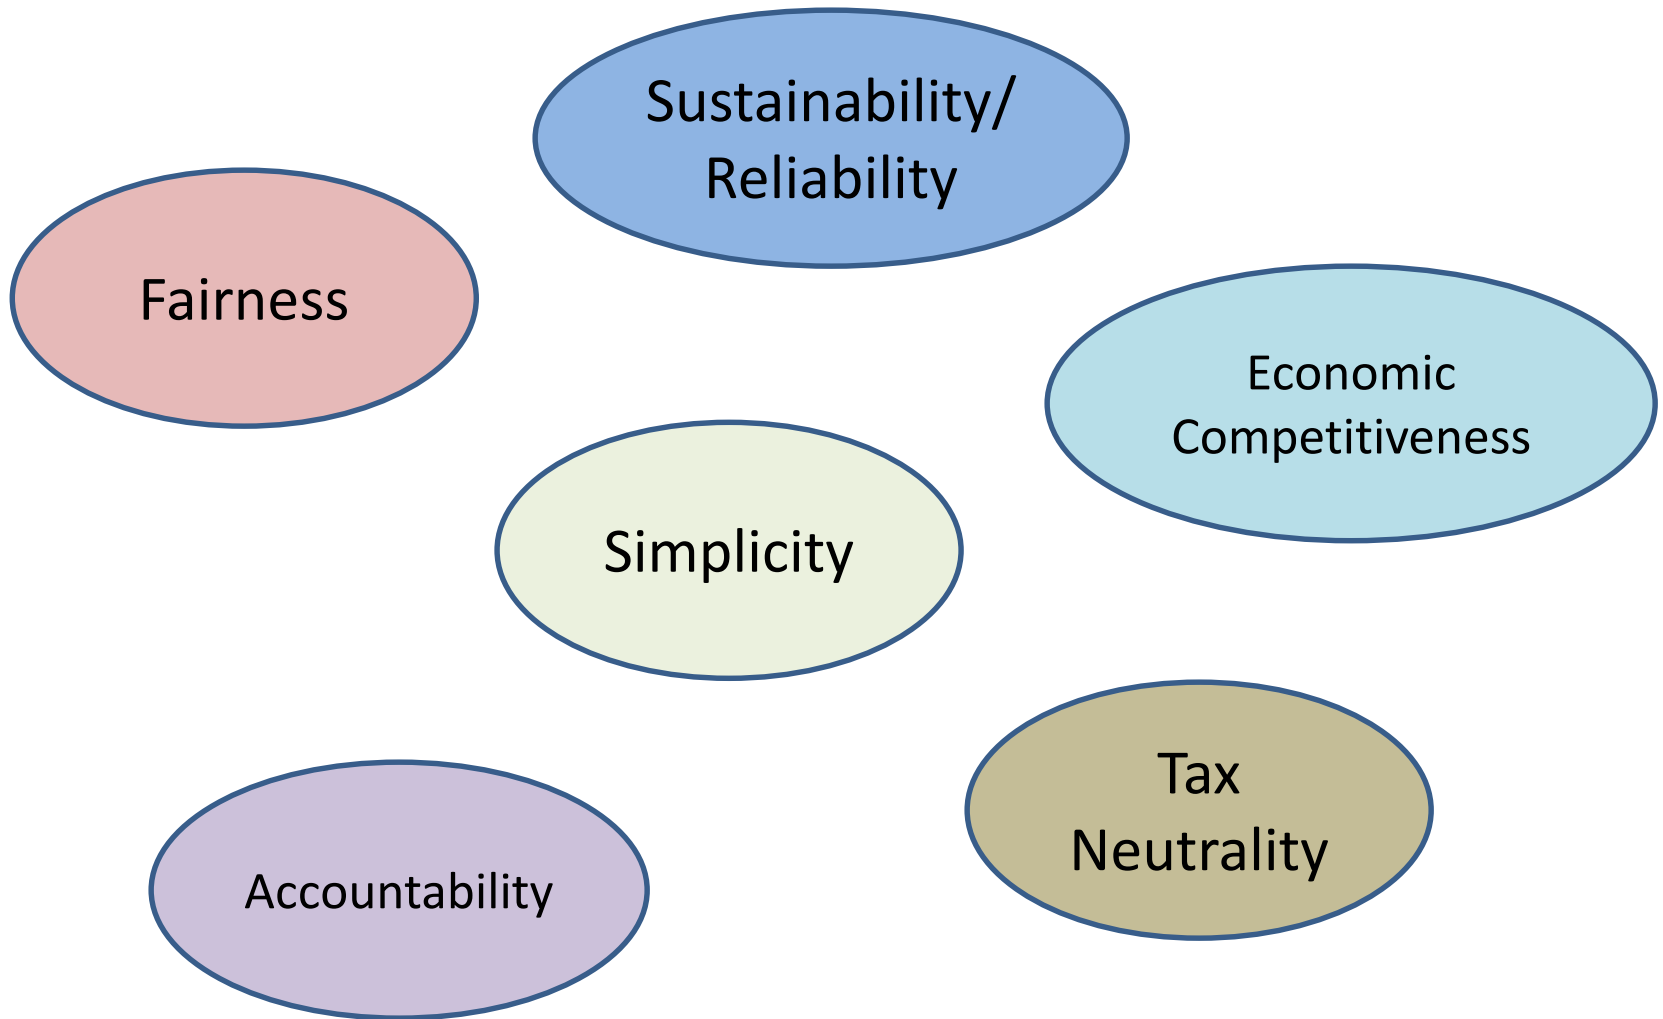 Sustainability/
Reliability
Fairness
Economic
Competitiveness
Simplicity
Tax
Neutrality
Accountability